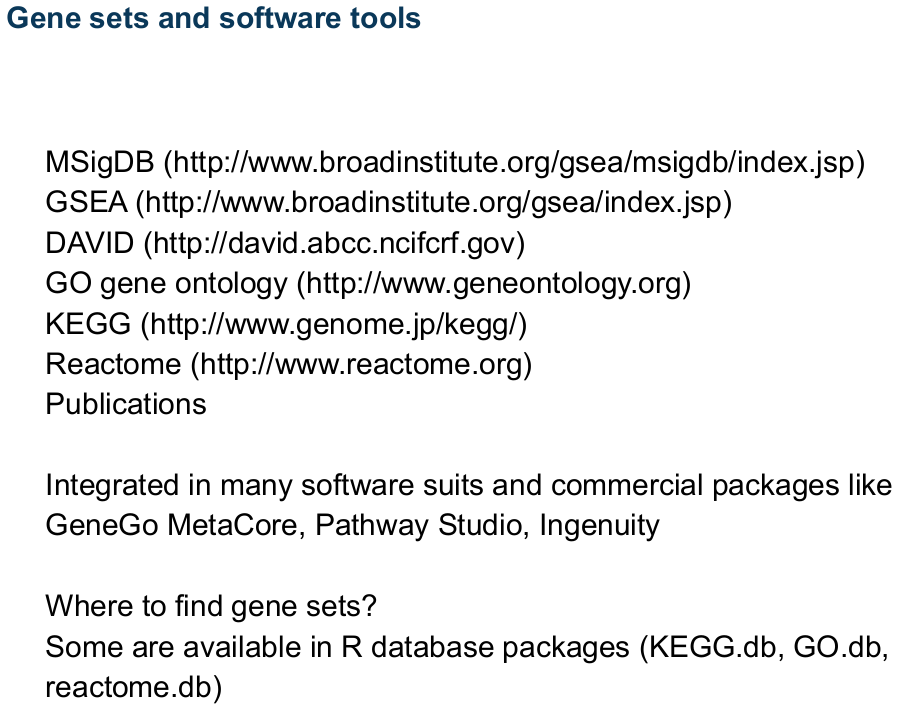 Gene sets and software tools
MSigDB (http://www.broadinstitute.org/gsea/msigdb/index.jsp)
GSEA (http://www.broadinstitute.org/gsea/index.jsp)
DAVID (http://david.abcc.ncifcrf.gov)
GO gene ontology (http://www.geneontology.org)
KEGG (http://www.genome.jp/kegg/)
Reactome (http://www.reactome.org)
Publications
Integrated in many software suits and commercial packages like
GeneGo MetaCore, Pathway Studio, Ingenuity
Where to find gene sets?
Some are available in R database packages (KEGG.db, GO.db,
reactome.db)